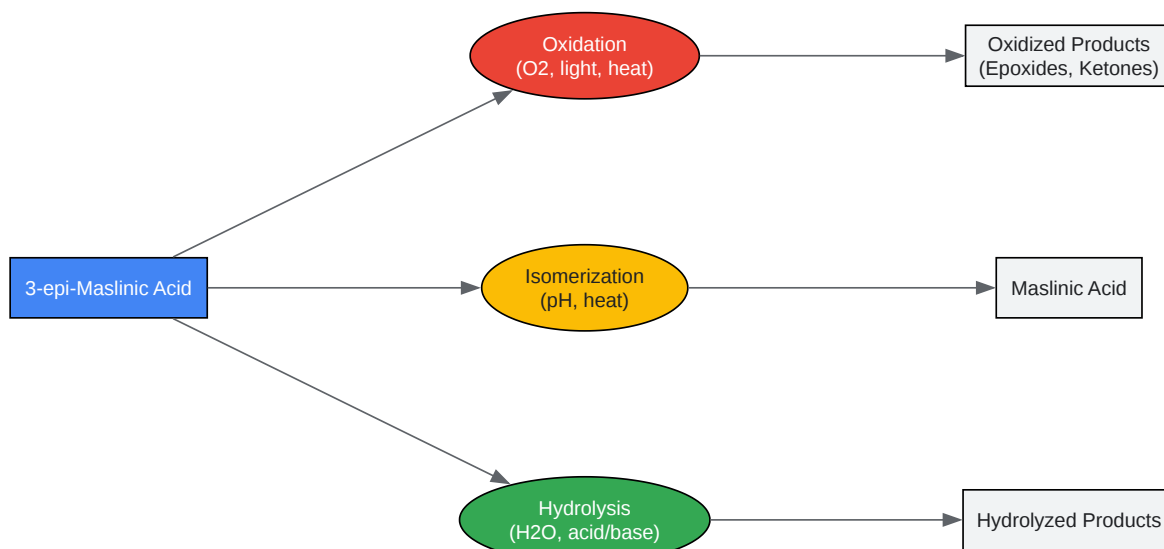 Oxidation
(O2, light, heat)
Oxidized Products
(Epoxides, Ketones)
3-epi-Maslinic Acid
Isomerization
(pH, heat)
Maslinic Acid
Hydrolysis
(H2O, acid/base)
Hydrolyzed Products